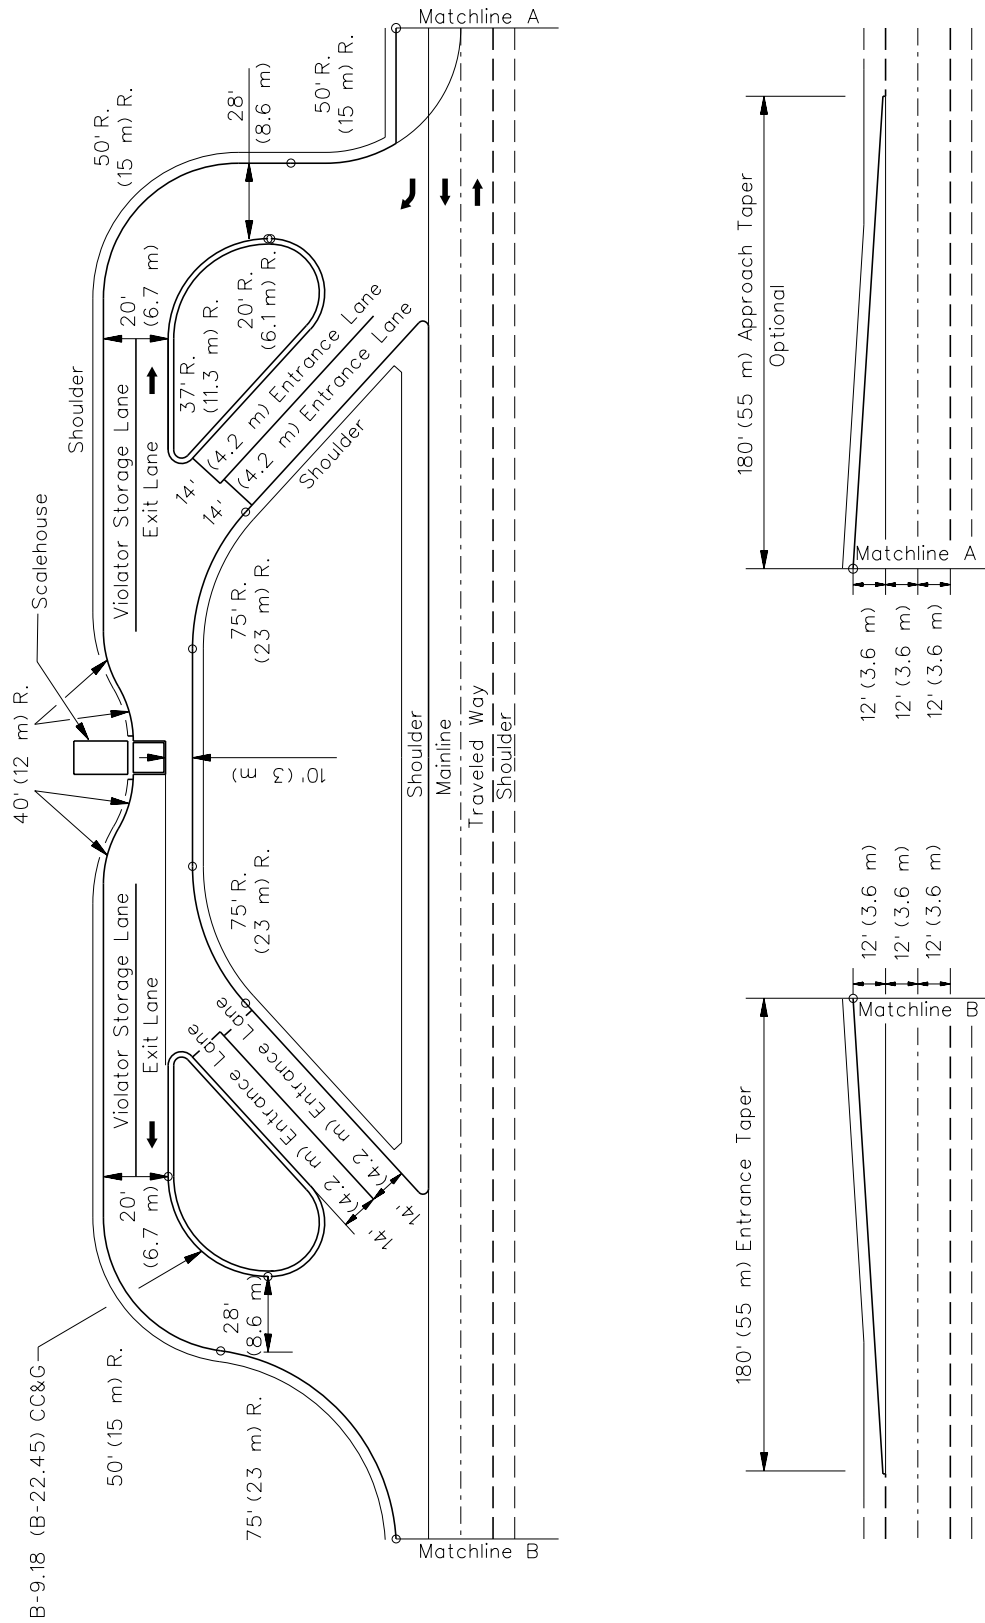 Matchline A
50' R.
(15 m) R.
28'
(8.6 m)
50' R.
(15 m) R.
20'
(6.7 m)
Shoulder
Violator Storage Lane
Exit Lane
37' R.
(11.3 m) R.
20' R.
(6.1 m) R.
14'
(4.2 m) Entrance Lane
14'
(4.2 m) Entrance Lane
Shoulder
Scalehouse
40' (12 m) R.
75' R.
(23 m) R.
10' (3 m)
Shoulder
Mainline
Traveled Way
Shoulder
75' R.
(23 m) R.
Violator Storage Lane
Exit Lane
14'
(4.2 m) Entrance Lane
14'
(4.2 m) Entrance Lane
20'
(6.7 m)
28'
(8.6 m)
B-9.18 (B-22.45) CC&G
50' (15 m) R.
75' (23 m) R.
Matchline B
180' (55 m) Approach Taper
Optional
Matchline A
12' (3.6 m)
12' (3.6 m)
12' (3.6 m)
12' (3.6 m)
12' (3.6 m)
12' (3.6 m)
Matchline B
180' (55 m) Entrance Taper